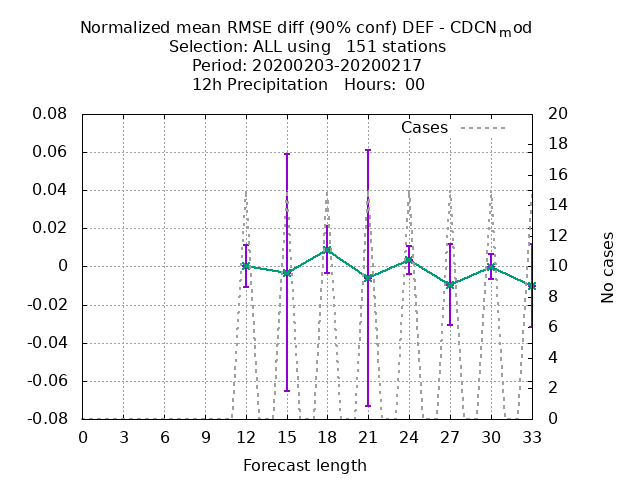 Normalized mean RMSE diff (90% conf) DEF - CDCN_mod
Selection: ALL using   151 stations
Period: 20200203-20200217
12h Precipitation   Hours:  00
Cases
0.08
0.06
0.04
0.02
0
-0.02
-0.04
-0.06
-0.08
20
18
16
14
12
10
8
6
4
2
0
No cases
0 3 6 9 12 15 18 21 24 27 30 33
Forecast length